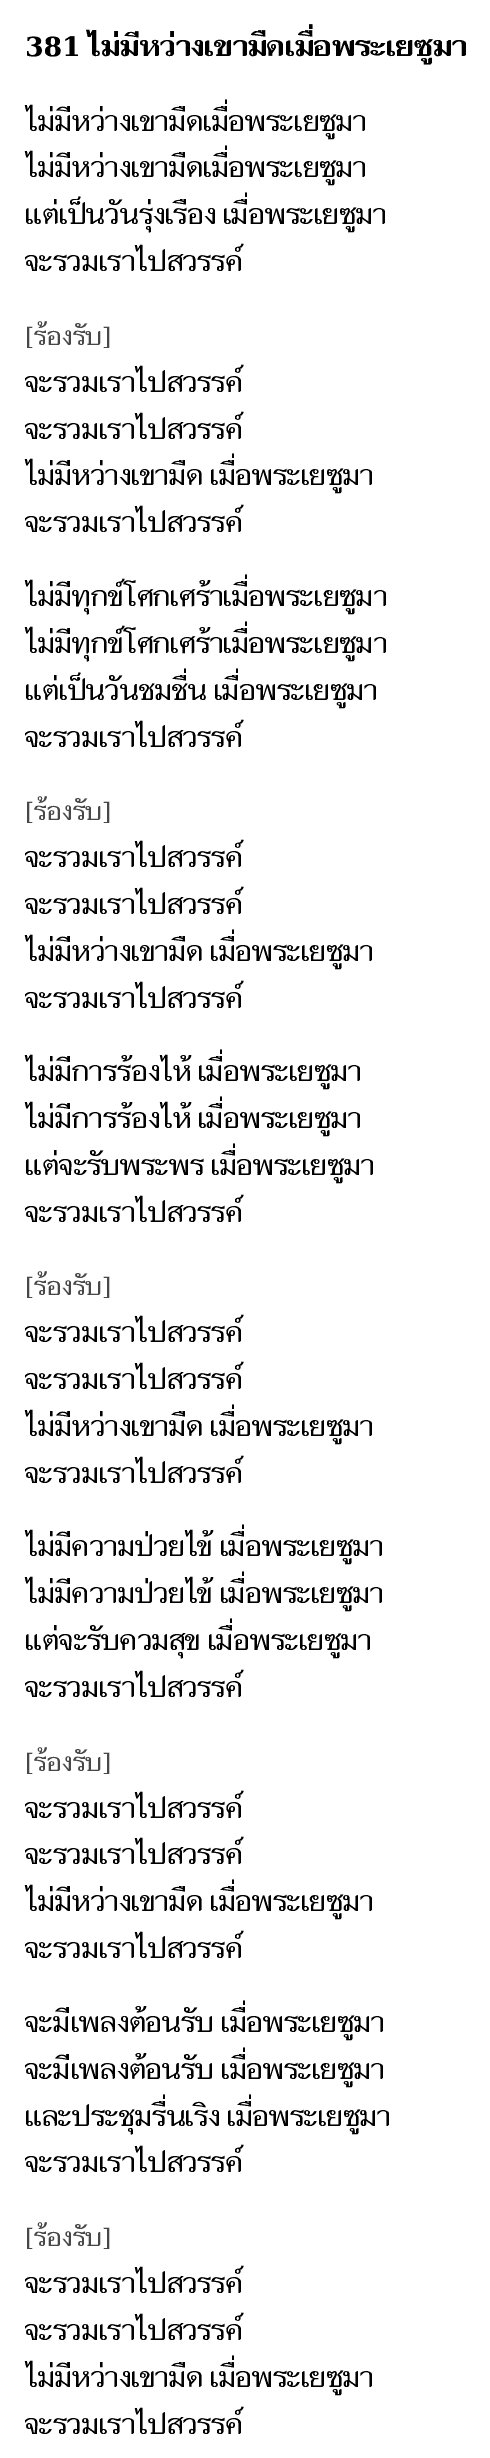 381 ไม่มีหว่างเขามืดเมื่อพระเยซูมา
ไม่มีหว่างเขามืดเมื่อพระเยซูมา
ไม่มีหว่างเขามืดเมื่อพระเยซูมา
แต่เป็นวันรุ่งเรือง เมื่อพระเยซูมา
จะรวมเราไปสวรรค์
[ร้องรับ]
จะรวมเราไปสวรรค์
จะรวมเราไปสวรรค์
ไม่มีหว่างเขามืด เมื่อพระเยซูมา
จะรวมเราไปสวรรค์
ไม่มีทุกข์โศกเศร้าเมื่อพระเยซูมา
ไม่มีทุกข์โศกเศร้าเมื่อพระเยซูมา
แต่เป็นวันชมชื่น เมื่อพระเยซูมา
จะรวมเราไปสวรรค์
[ร้องรับ]
จะรวมเราไปสวรรค์
จะรวมเราไปสวรรค์
ไม่มีหว่างเขามืด เมื่อพระเยซูมา
จะรวมเราไปสวรรค์
ไม่มีการร้องไห้ เมื่อพระเยซูมา
ไม่มีการร้องไห้ เมื่อพระเยซูมา
แต่จะรับพระพร เมื่อพระเยซูมา
จะรวมเราไปสวรรค์
[ร้องรับ]
จะรวมเราไปสวรรค์
จะรวมเราไปสวรรค์
ไม่มีหว่างเขามืด เมื่อพระเยซูมา
จะรวมเราไปสวรรค์
ไม่มีความป่วยไข้ เมื่อพระเยซูมา
ไม่มีความป่วยไข้ เมื่อพระเยซูมา
แต่จะรับควมสุข เมื่อพระเยซูมา
จะรวมเราไปสวรรค์
[ร้องรับ]
จะรวมเราไปสวรรค์
จะรวมเราไปสวรรค์
ไม่มีหว่างเขามืด เมื่อพระเยซูมา
จะรวมเราไปสวรรค์
จะมีเพลงต้อนรับ เมื่อพระเยซูมา
จะมีเพลงต้อนรับ เมื่อพระเยซูมา
และประชุมรื่นเริง เมื่อพระเยซูมา
จะรวมเราไปสวรรค์
[ร้องรับ]
จะรวมเราไปสวรรค์
จะรวมเราไปสวรรค์
ไม่มีหว่างเขามืด เมื่อพระเยซูมา
จะรวมเราไปสวรรค์